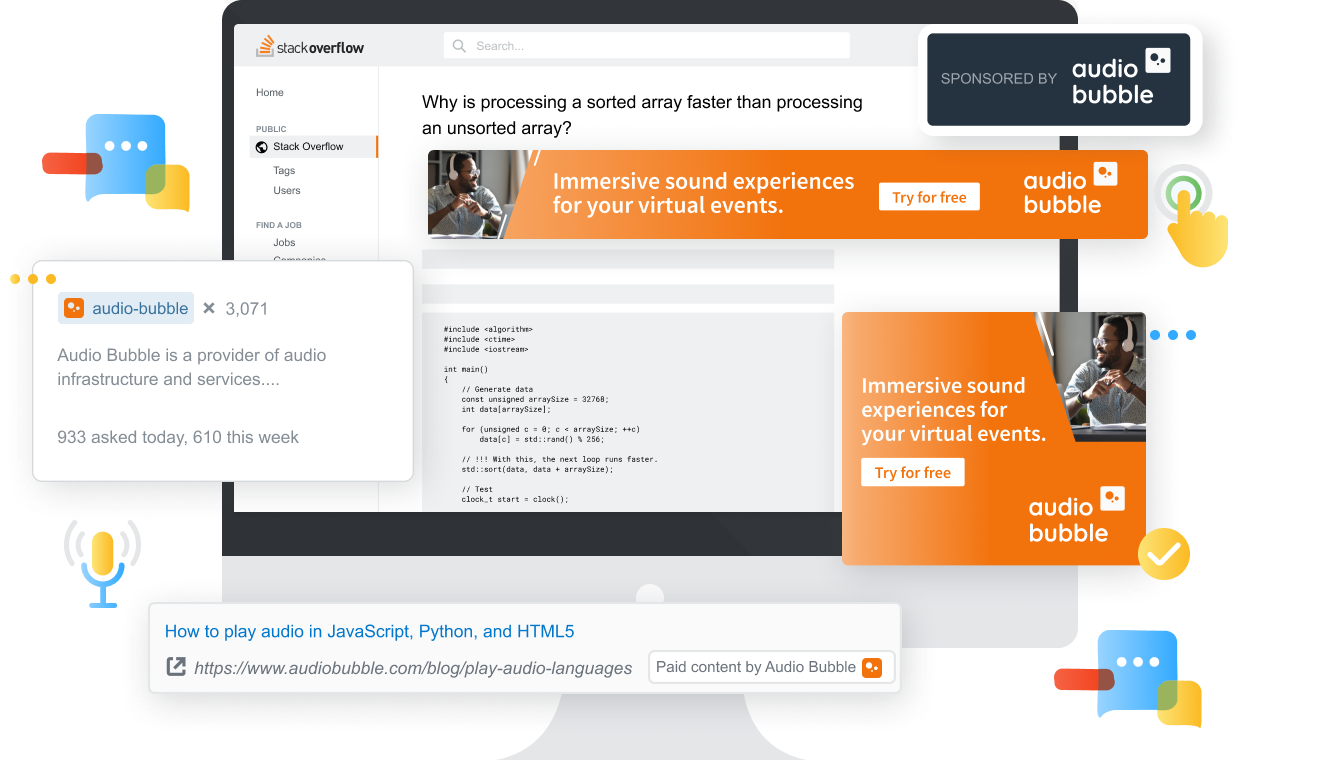 stackoverflow
Search...
SPONSORED BY
audio
bubble
Home
PUBLIC
Stack Overflow
Tags
Users
FIND A JOB
Jobs
Companies
Why is processing a sorted array faster than processing
an unsorted array?
Immersive sound experiences
for your virtual events.
Try for free
audio
bubble
audio-bubble
× 3,071
Audio Bubble is a provider of audio
infrastructure and services....
933 asked today, 610 this week
#include <algorithm>
#include <ctime>
#include <iostream>
int main()
{
// Generate data
const unsigned arraySize = 32768;
int data[arraySize];
for (unsigned c = 0; c < arraySize; ++c)
data[c] = std::rand() % 256;
// !!! With this, the next loop runs faster.
std::sort(data, data + arraySize);
// Test
clock_t start = clock();
Immersive sound
experiences for
your virtual events.
Try for free
audio
bubble
How to play audio in JavaScript, Python, and HTML5
https://www.audiobubble.com/blog/play-audio-languages
Paid content by Audio Bubble